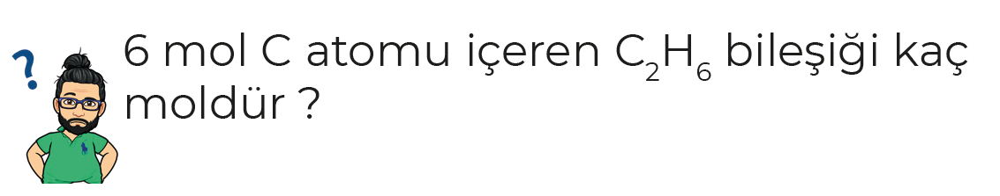 6 mol C atomu içeren C₂H₆ bileşiği kaç
moldür ?